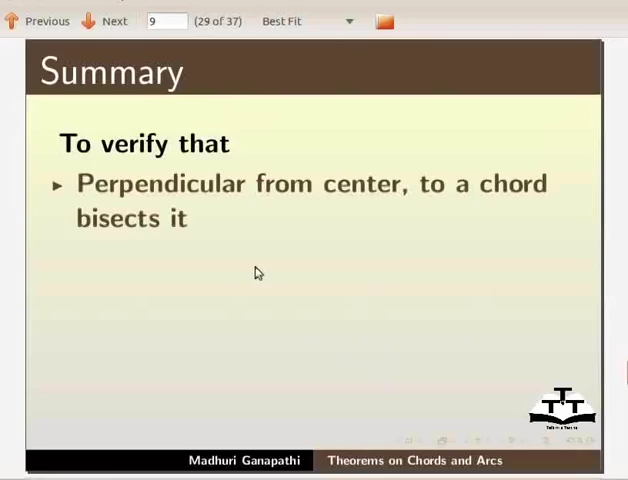 Previous Next 9 (29 of 37) Best Fit
Summary
To verify that
Perpendicular from center, to a chord
bisects it
T
T T
Madhuri Ganapathi Theorems on Chords and Arcs